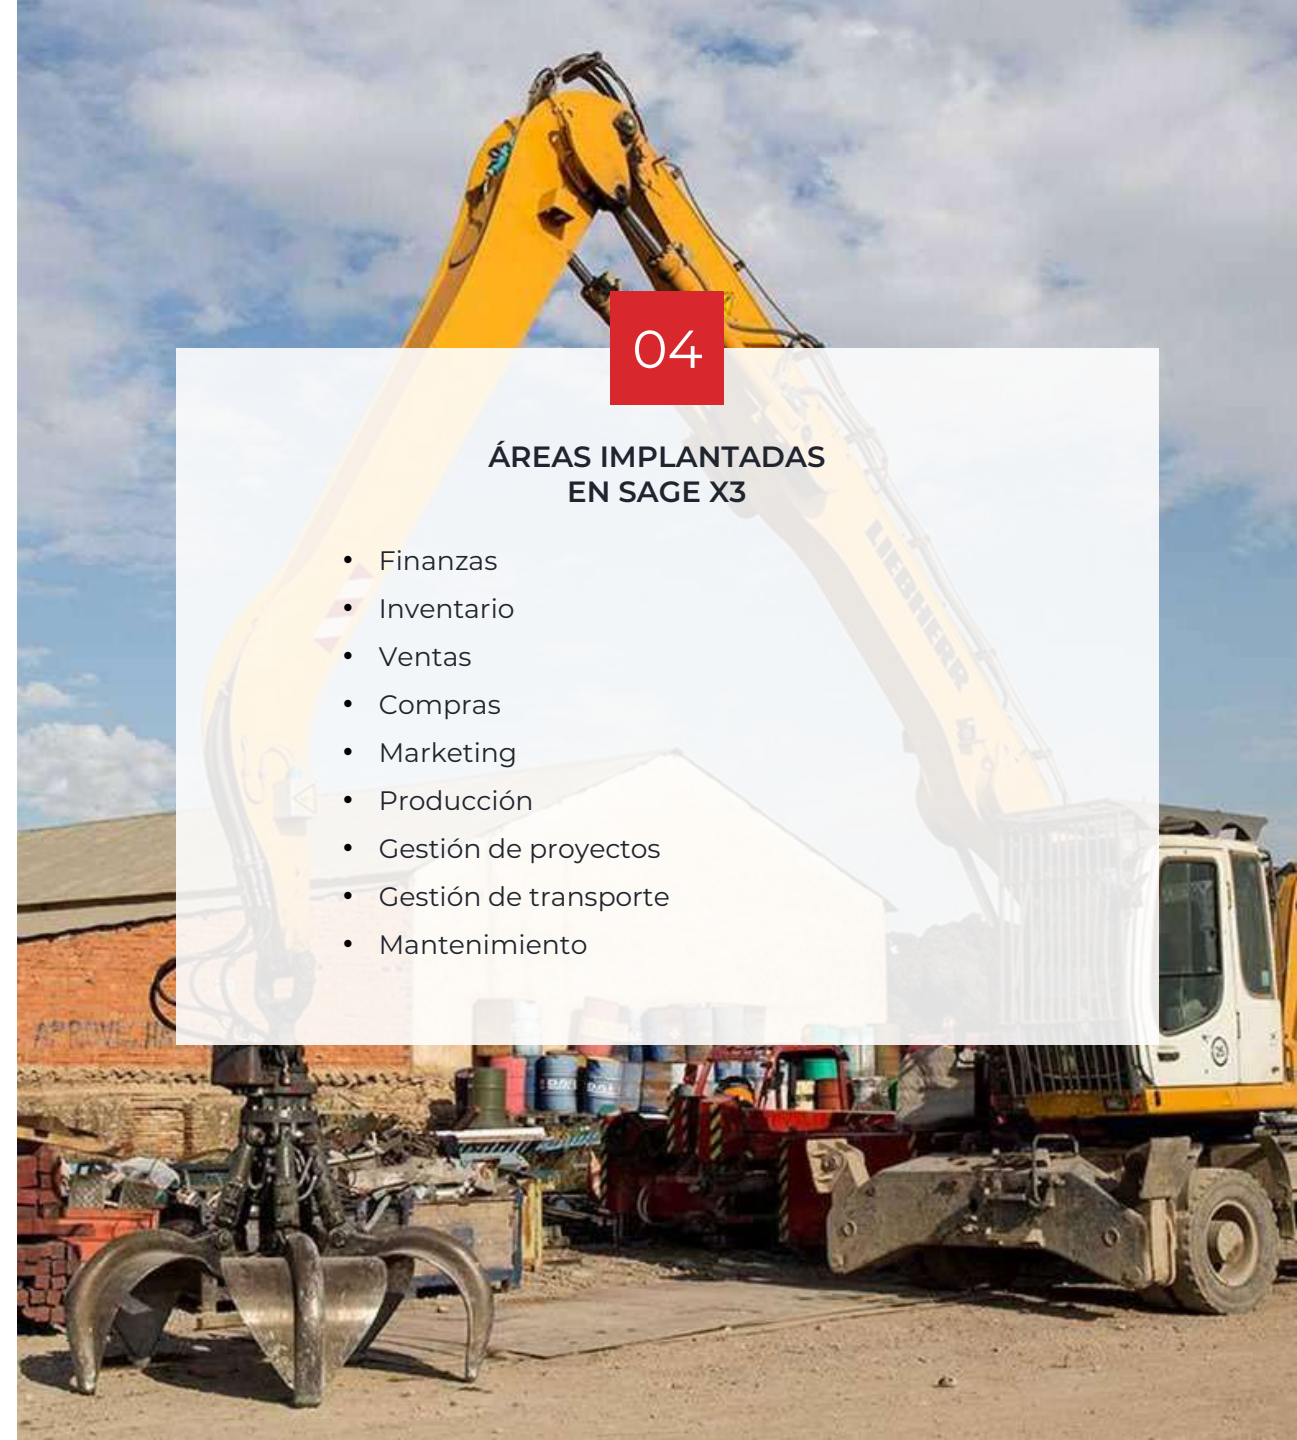 04
ÁREAS IMPLANTADAS
EN SAGE X3
• Finanzas
• Inventario
• Ventas
• Compras
• Marketing
• Producción
• Gestión de proyectos
• Gestión de transporte
• Mantenimiento
LIEBHERR